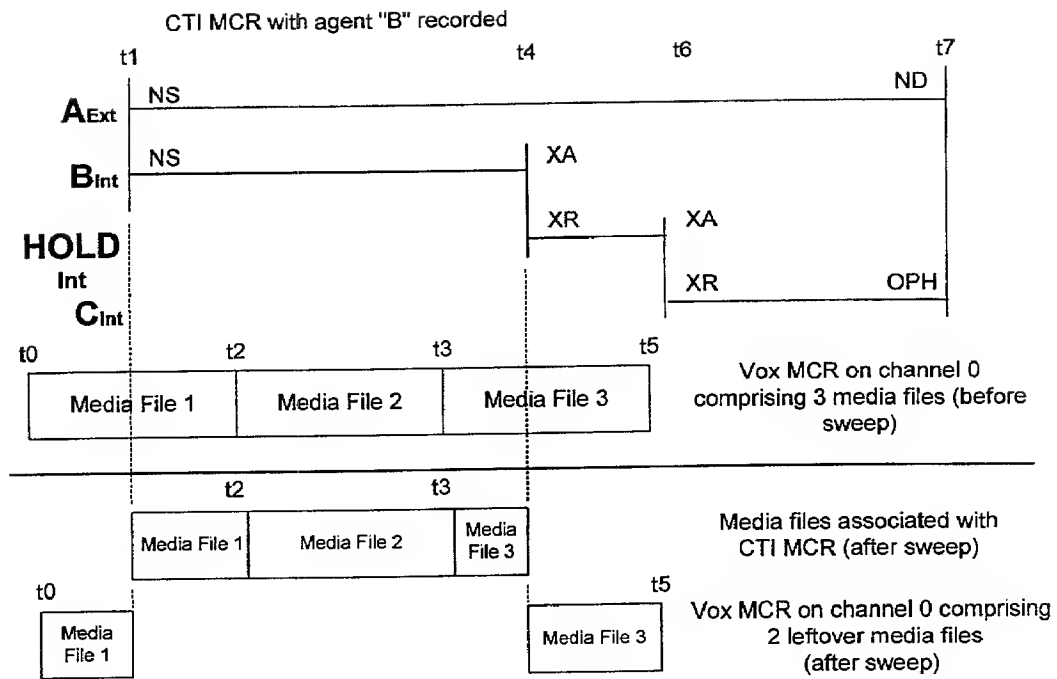 CTI MCR with agent "B" recorded
t1 t4 t6 t7
AExt NS ND
BInt NS XA
HOLD XR XA
Int
CInt XR OPH
t0 t2 t3 t5
Media File 1 Media File 2 Media File 3
Vox MCR on channel 0
comprising 3 media files (before
sweep)
t2 t3
Media File 1 Media File 2 Media
File 3
Media files associated with
CTI MCR (after sweep)
t0 t5
Media
File 1
Media File 3
Vox MCR on channel 0 comprising
2 leftover media files
(after sweep)